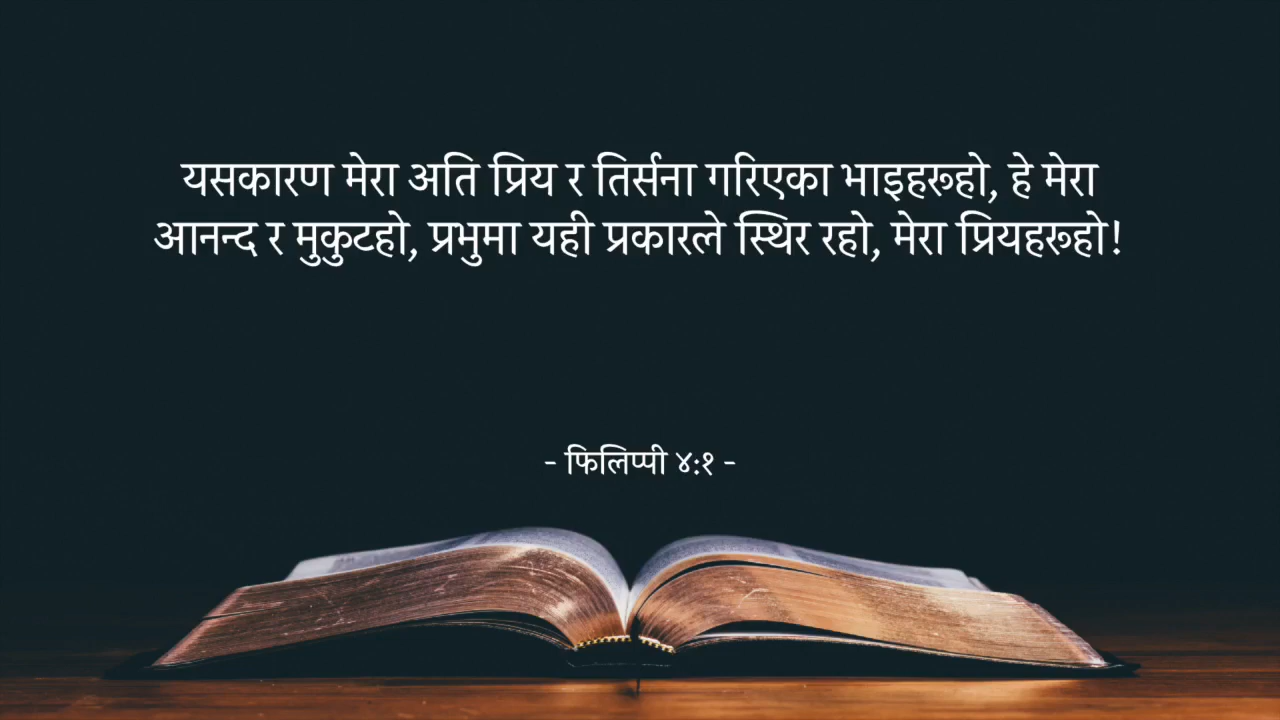 यसकारण मेरा अति प्रिय र तिर्सना गरिएका भाइहरूहो, हे मेरा
आनन्द र मुकुटहो, प्रभुमा यही प्रकारले स्थिर रहो, मेरा प्रियहरूहो!
- फिलिप्पी ४:१ -